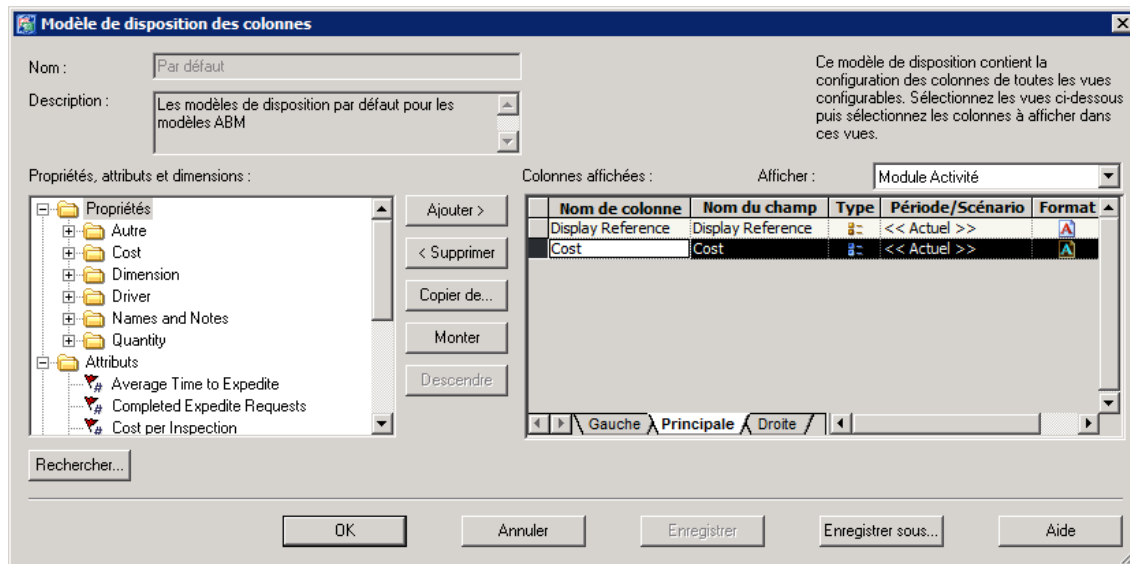 Modèle de disposition des colonnes
Nom :
Par défaut
Description :
Les modèles de disposition par défaut pour les
modèles ABM
Ce modèle de disposition contient la
configuration des colonnes de toutes les vues
configurables. Sélectionnez les vues ci-dessous
puis sélectionnez les colonnes à afficher dans
ces vues.
Propriétés, attributs et dimensions :
Propriétés
Autre
Cost
Dimension
Driver
Names and Notes
Quantity
Attributs
Average Time to Expedite
Completed Expedite Requests
Cost per Inspection
Ajouter >
< Supprimer
Copier de...
Monter
Descendre
Colonnes affichées : Afficher : Module Activité
Nom de colonne Nom du champ Type Période/Scénario Format
Display Reference Display Reference << Actuel >> A
Cost Cost << Actuel >> A
Gauche Principale Droite
Rechercher...
OK Annuler Enregistrer Enregistrer sous... Aide